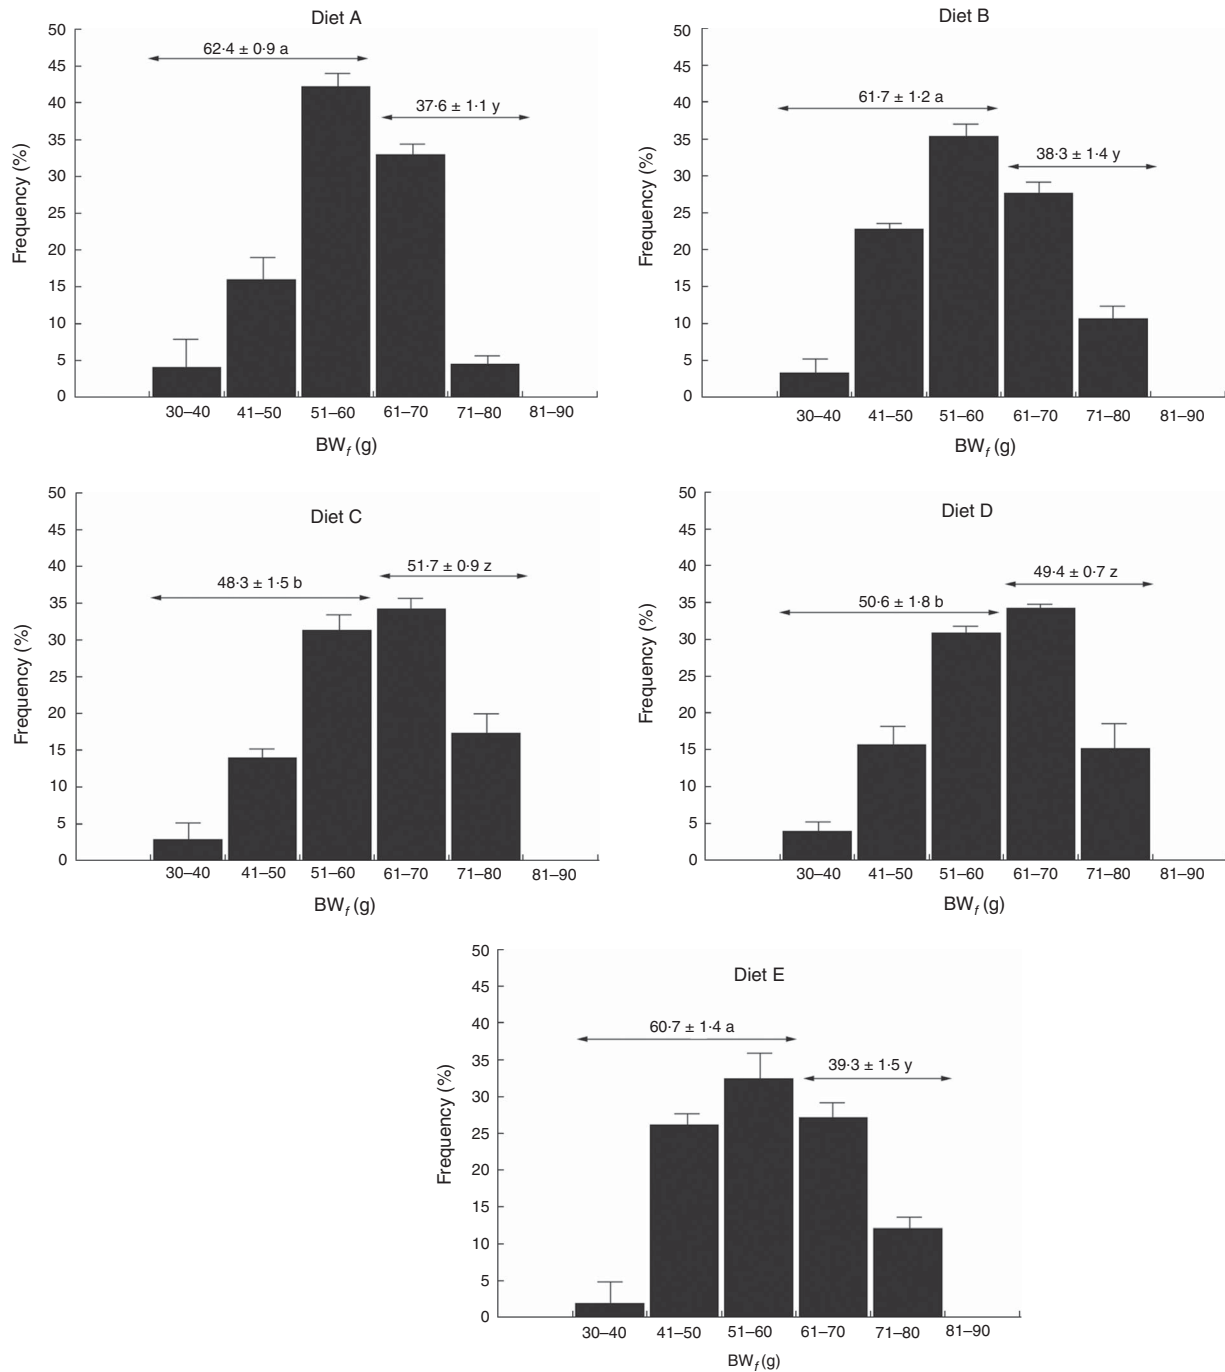 Diet A
50
45
40
35
30
25
20
15
10
5
0
Frequency (%)
62·4 ± 0·9 a
37·6 ± 1·1 y
30–40 41–50 51–60 61–70 71–80 81–90
BWf (g)
Diet B
50
45
40
35
30
25
20
15
10
5
0
Frequency (%)
61·7 ± 1·2 a
38·3 ± 1·4 y
30–40 41–50 51–60 61–70 71–80 81–90
BWf (g)
Diet C
50
45
40
35
30
25
20
15
10
5
0
Frequency (%)
48·3 ± 1·5 b
51·7 ± 0·9 z
30–40 41–50 51–60 61–70 71–80 81–90
BWf (g)
Diet D
50
45
40
35
30
25
20
15
10
5
0
Frequency (%)
50·6 ± 1·8 b
49·4 ± 0·7 z
30–40 41–50 51–60 61–70 71–80 81–90
BWf (g)
Diet E
50
45
40
35
30
25
20
15
10
5
0
Frequency (%)
60·7 ± 1·4 a
39·3 ± 1·5 y
30–40 41–50 51–60 61–70 71–80 81–90
BWf (g)